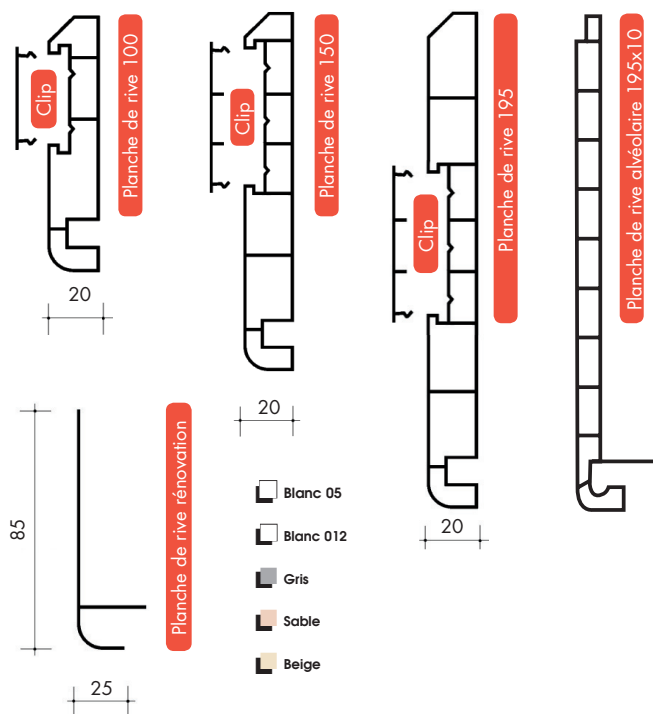 Clip
Planche de rive 100
20
Clip
Planche de rive 150
20
Clip
Planche de rive 195
20
Planche de rive alvéolaire 195x10
85
Planche de rive rénovation
25
Blanc 05
Blanc 012
Gris
Sable
Beige